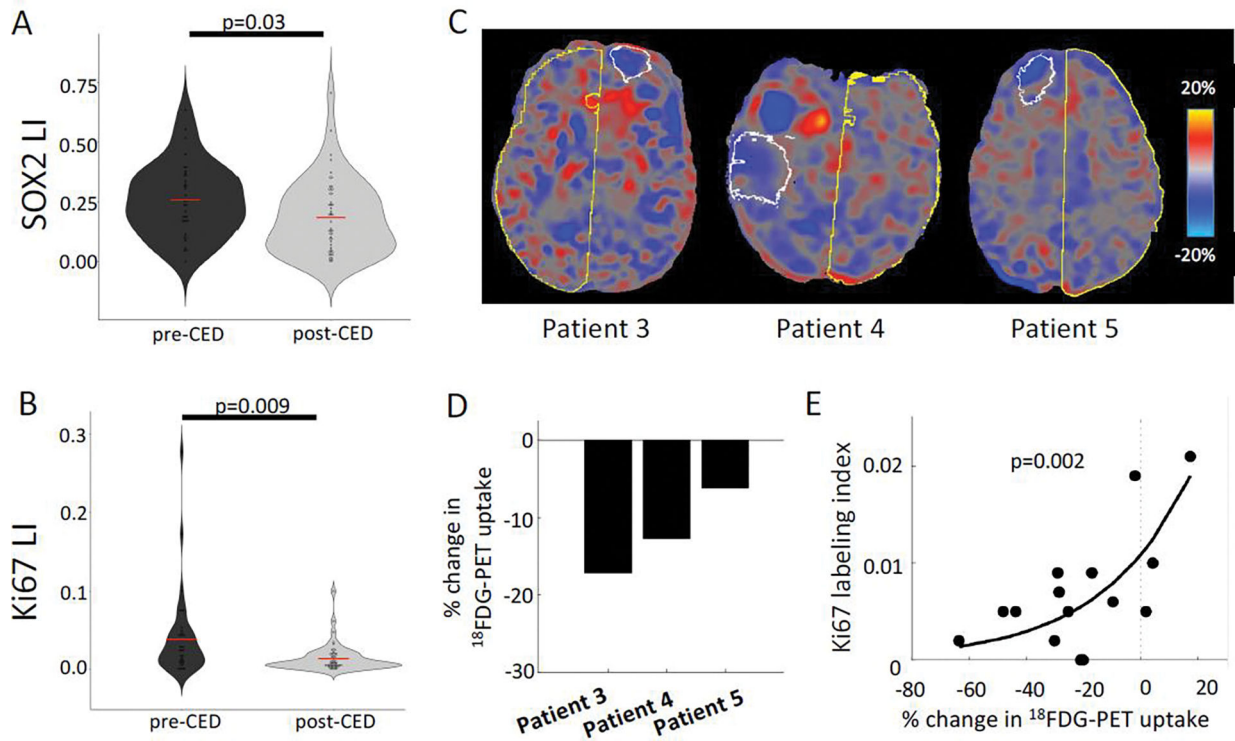 A
p=0.03
SOX2 LI
0.75
0.50
0.25
0.00
pre-CED
post-CED
C
20%
-20%
Patient 3
Patient 4
Patient 5
B
p=0.009
Ki67 LI
0.3
0.2
0.1
0.0
pre-CED
post-CED
D
% change in
¹⁸FDG-PET uptake
0
-10
-20
-30
Patient 3
Patient 4
Patient 5
E
p=0.002
Ki67 labeling index
0.02
0.01
0
-80
-60
-40
-20
0
20
% change in ¹⁸FDG-PET uptake